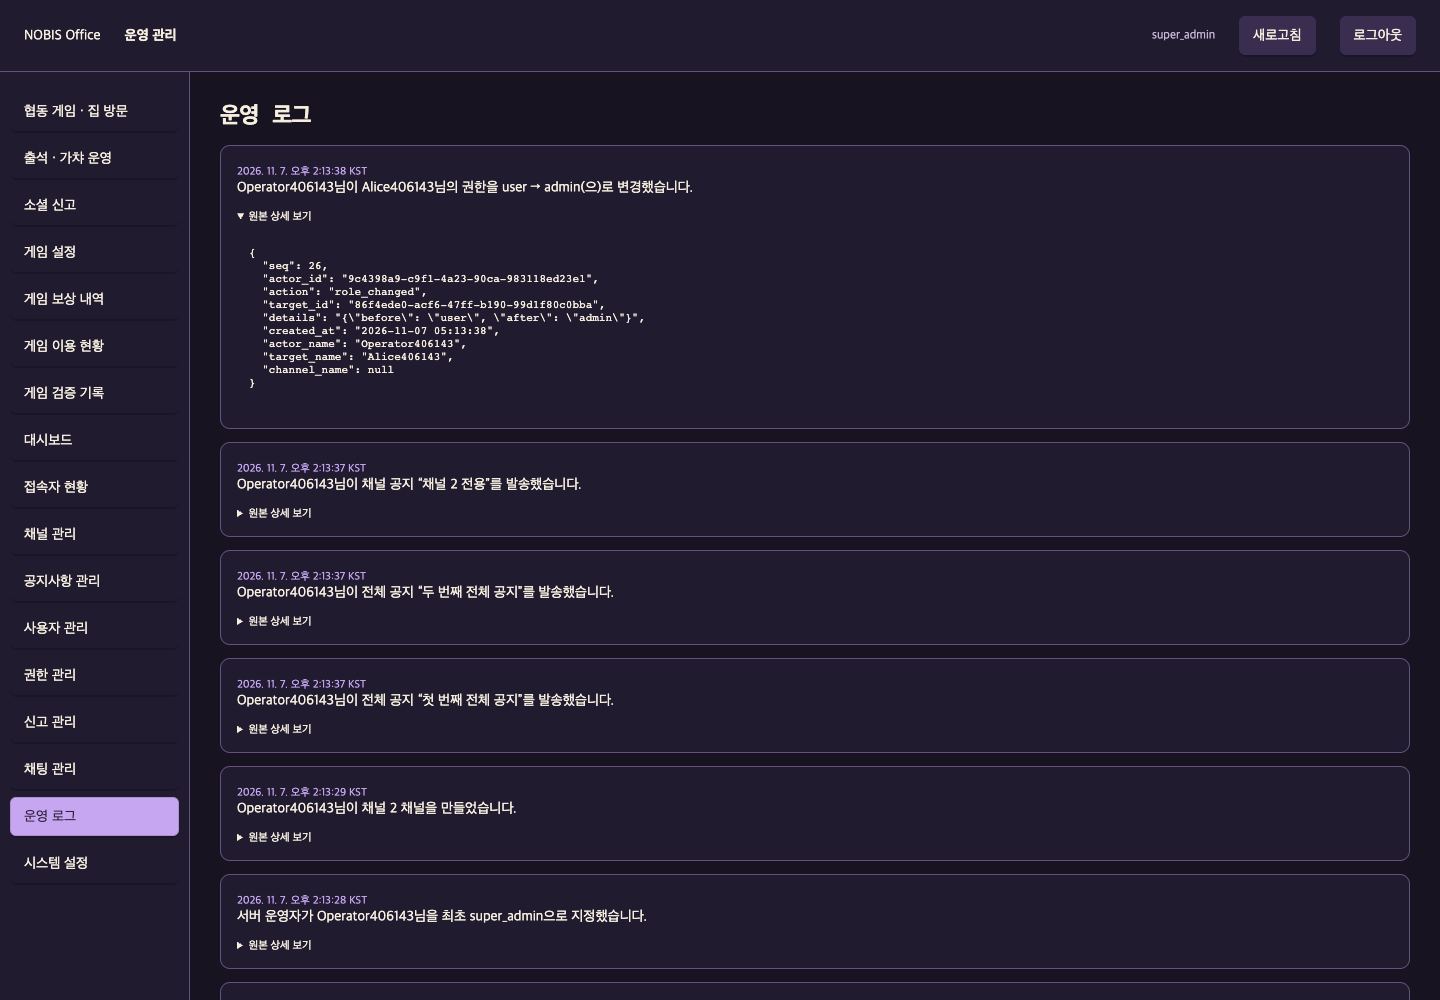 NOBIS Office 운영 관리
super_admin 새로고침 로그아웃
협동 게임 · 집 방문
출석 · 가챠 운영
소셜 신고
게임 설정
게임 보상 내역
게임 이용 현황
게임 검증 기록
대시보드
접속자 현황
채널 관리
공지사항 관리
사용자 관리
권한 관리
신고 관리
채팅 관리
운영 로그
시스템 설정
운영 로그
2026. 11. 7. 오후 2:13:38 KST
Operator406143님이 Alice406143님의 권한을 user → admin(으)로 변경했습니다.
▼ 원본 상세 보기
{
"seq": 26,
"actor_id": "9c4398a9-c9f1-4a23-90ca-983118ed23e1",
"action": "role_changed",
"target_id": "86f4ede0-acf6-47ff-b190-99d1f80c0bba",
"details": "{\"before\": \"user\", \"after\": \"admin\"}",
"created_at": "2026-11-07 05:13:38",
"actor_name": "Operator406143",
"target_name": "Alice406143",
"channel_name": null
}
2026. 11. 7. 오후 2:13:37 KST
Operator406143님이 채널 공지 “채널 2 전용”를 발송했습니다.
▶ 원본 상세 보기
2026. 11. 7. 오후 2:13:37 KST
Operator406143님이 전체 공지 “두 번째 전체 공지”를 발송했습니다.
▶ 원본 상세 보기
2026. 11. 7. 오후 2:13:37 KST
Operator406143님이 전체 공지 “첫 번째 전체 공지”를 발송했습니다.
▶ 원본 상세 보기
2026. 11. 7. 오후 2:13:29 KST
Operator406143님이 채널 2 채널을 만들었습니다.
▶ 원본 상세 보기
2026. 11. 7. 오후 2:13:28 KST
서버 운영자가 Operator406143님을 최초 super_admin으로 지정했습니다.
▶ 원본 상세 보기